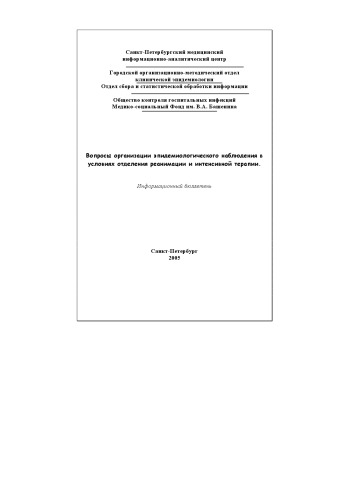 Санкт-Петербургский медицинский
информационно-аналитический центр
Городской организационно-методический отдел
клинической эпидемиологии
Отдел сбора и статистической обработки информации
Общество контроля госпитальных инфекций
Медико-социальный Фонд им. В.А. Башенина
Вопросы организации эпидемиологического наблюдения в
условиях отделения реанимации и интенсивной терапии.
Информационный бюллетень
Санкт-Петербург
2005